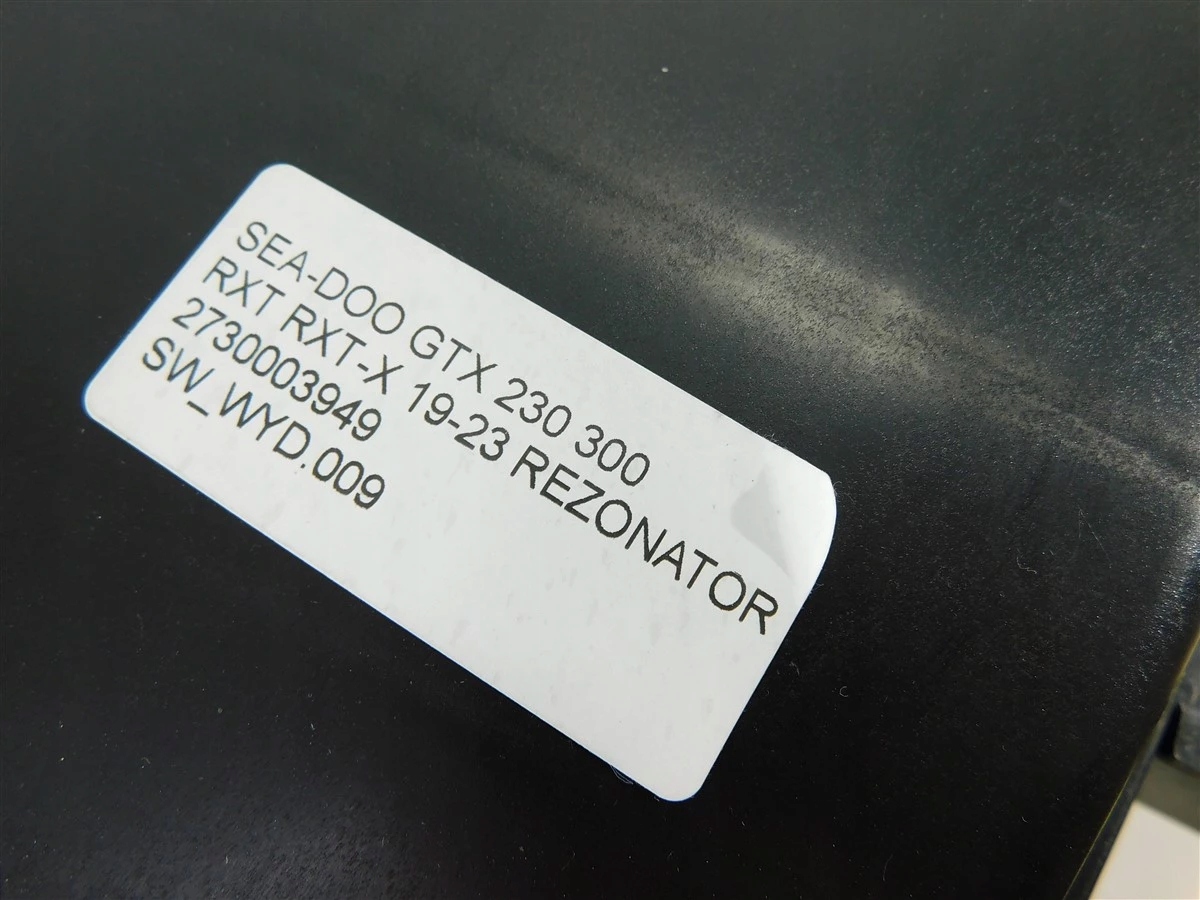 SEA-DOO GTX 230 300
RXT RXT-X 19-23 REZONATOR
2730003949
SW_WYD.009